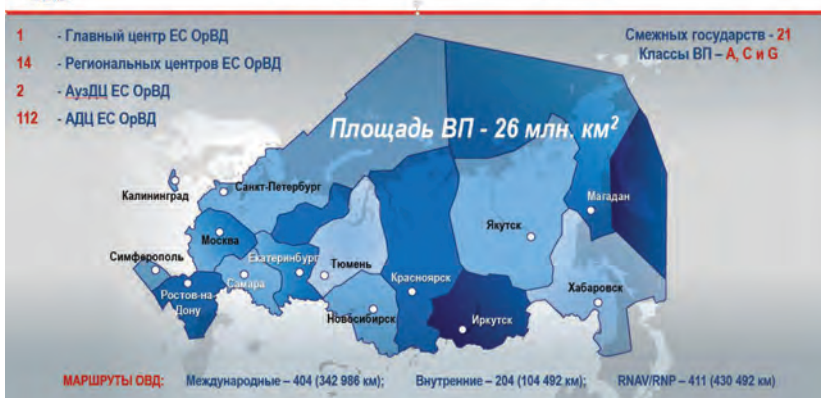 1 - Главный центр ЕС ОрВД
14 - Региональных центров ЕС ОрВД
2 - АузДЦ ЕС ОрВД
112 - АДЦ ЕС ОрВД
Смежных государств - 21
Классы ВП – А, С и G
Площадь ВП - 26 млн. км²
Калининград
Санкт-Петербург
Магадан
Якутск
Москва
Симферополь
Екатеринбург
Тюмень
Самара
Красноярск
Хабаровск
Ростов-на-
Дону
Новосибирск
Иркутск
МАРШРУТЫ ОВД: Международные – 404 (342 986 км); Внутренние – 204 (104 492 км); RNAV/RNP – 411 (430 492 км)